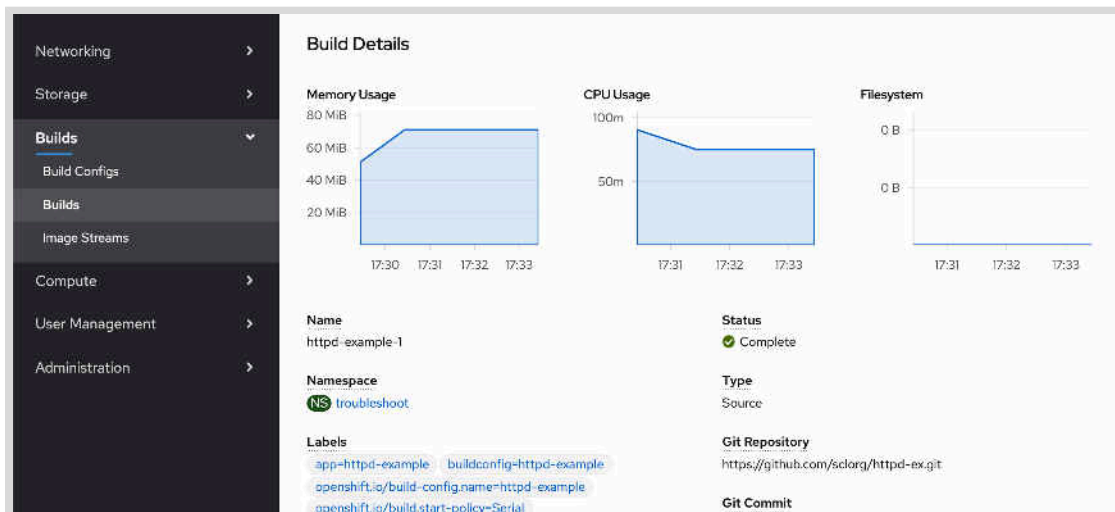 Networking
Storage
Builds
Build Configs
Builds
Image Streams
Compute
User Management
Administration
Build Details
Memory Usage
80 MiB
60 MiB
40 MiB
20 MiB
17:30 17:31 17:32 17:33
CPU Usage
100m
50m
17:31 17:32 17:33
Filesystem
0 B
0 B
17:31 17:32 17:33
Name
httpd-example-1
Namespace
NS troubleshoot
Labels
app=httpd-example buildconfig=httpd-example
openshift.io/build-config.name=httpd-example
openshift.io/build.start-policy=Serial
Status
Complete
Type
Source
Git Repository
https://github.com/sclorg/httpd-ex.git
Git Commit